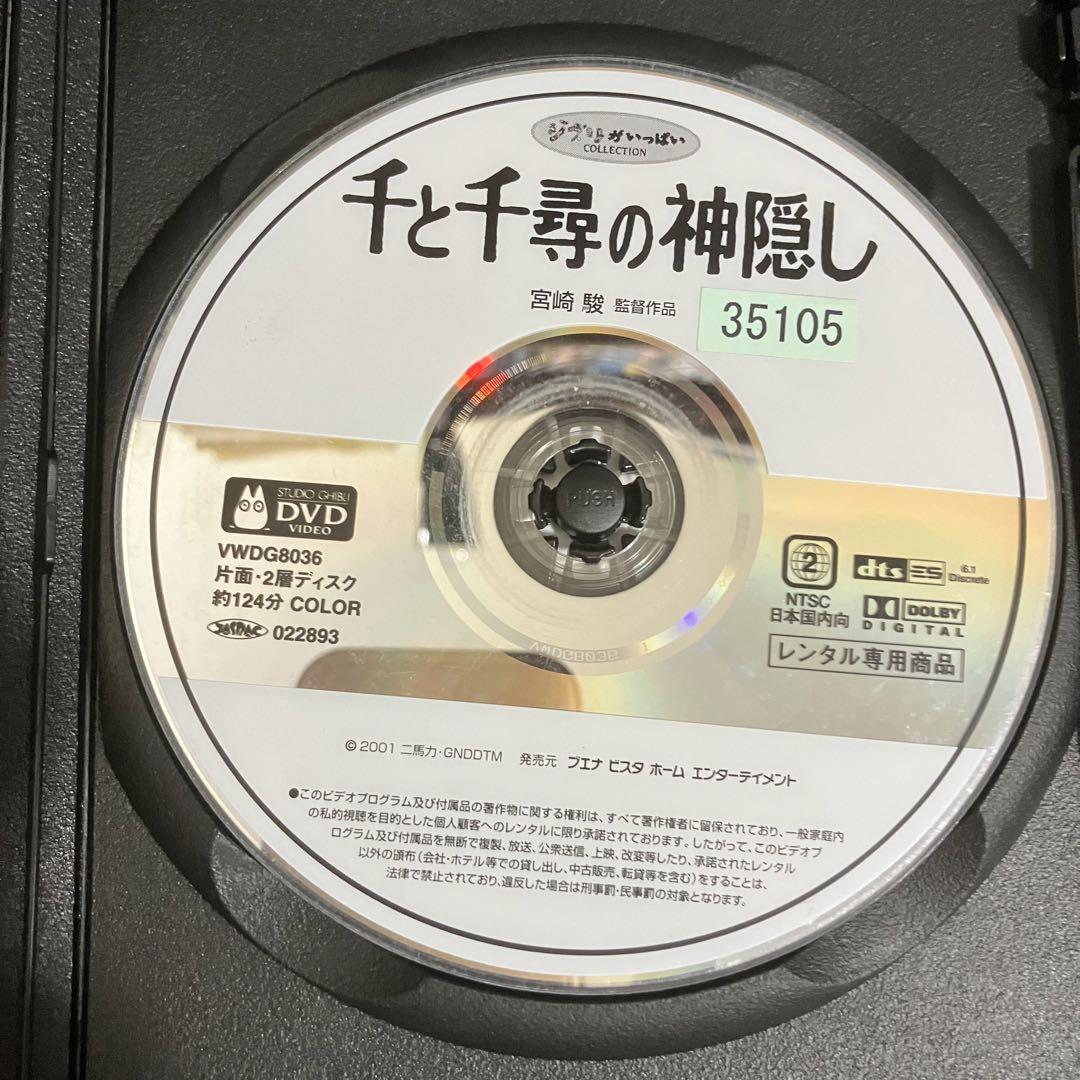 ジブリがいっぱい
COLLECTION
千と千尋の神隠し
宮崎 駿 監督作品
35105
STUDIO GHIBLI
DVD
VIDEO
VWDG8036
片面・2層ディスク
約124分 COLOR
JASRAC 022893
PUSH
2
NTSC
日本国内向
dts ES 6.1
Discrete
DOLBY
DIGITAL
レンタル専用商品
VWDG8036
© 2001 二馬力・GNDDTM 発売元 ブエナ ビスタ ホーム エンターテイメント
●このビデオプログラム及び付属品の著作物に関する権利は、すべて著作権者に留保されており、一般家庭内
の私的視聴を目的とした個人顧客へのレンタルに限り承諾されております。したがって、このビデオプ
ログラム及び付属品を無断で複製、放送、公衆送信、上映、改変等したり、承諾されたレンタル
以外の頒布(会社・ホテル等での貸し出し、中古販売、転貸等を含む)をすることは、
法律で禁止されており、違反した場合は刑事罰・民事罰の対象となります。